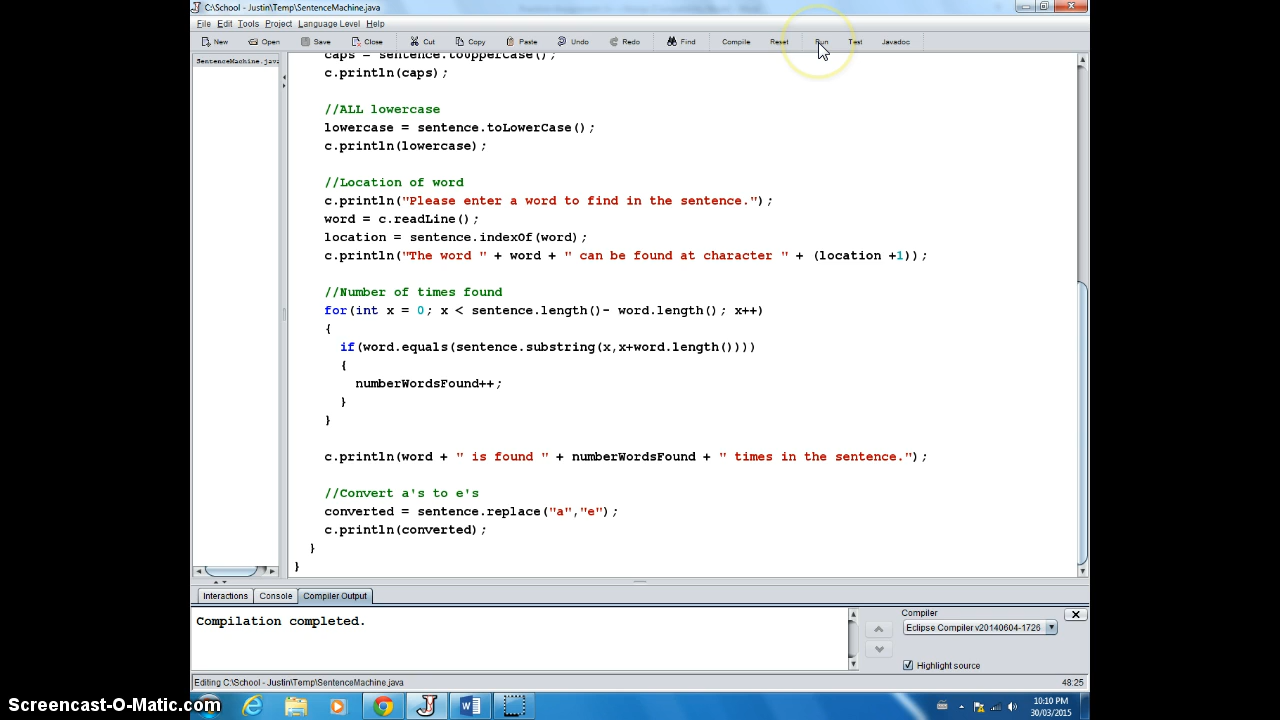 C:\School - Justin\Temp\SentenceMachine.java
File Edit Tools Project Language Level Help
New Open Save Close Cut Copy Paste Undo Redo Find Compile Reset Run Test Javadoc
SentenceMachine.java
caps = sentence.toUpperCase();
c.println(caps);
//ALL lowercase
lowercase = sentence.toLowerCase();
c.println(lowercase);
//Location of word
c.println("Please enter a word to find in the sentence.");
word = c.readLine();
location = sentence.indexOf(word);
c.println("The word " + word + " can be found at character " + (location +1));
//Number of times found
for(int x = 0; x < sentence.length()- word.length(); x++)
{
if(word.equals(sentence.substring(x,x+word.length())))
{
numberWordsFound++;
}
}
c.println(word + " is found " + numberWordsFound + " times in the sentence.");
//Convert a's to e's
converted = sentence.replace("a","e");
c.println(converted);
}
}
Interactions Console Compiler Output
Compilation completed.
Compiler
Eclipse Compiler v20140604-1726
Highlight source
Editing C:\School - Justin\Temp\SentenceMachine.java 48:25
10:10 PM
30/03/2015
Screencast-O-Matic.com